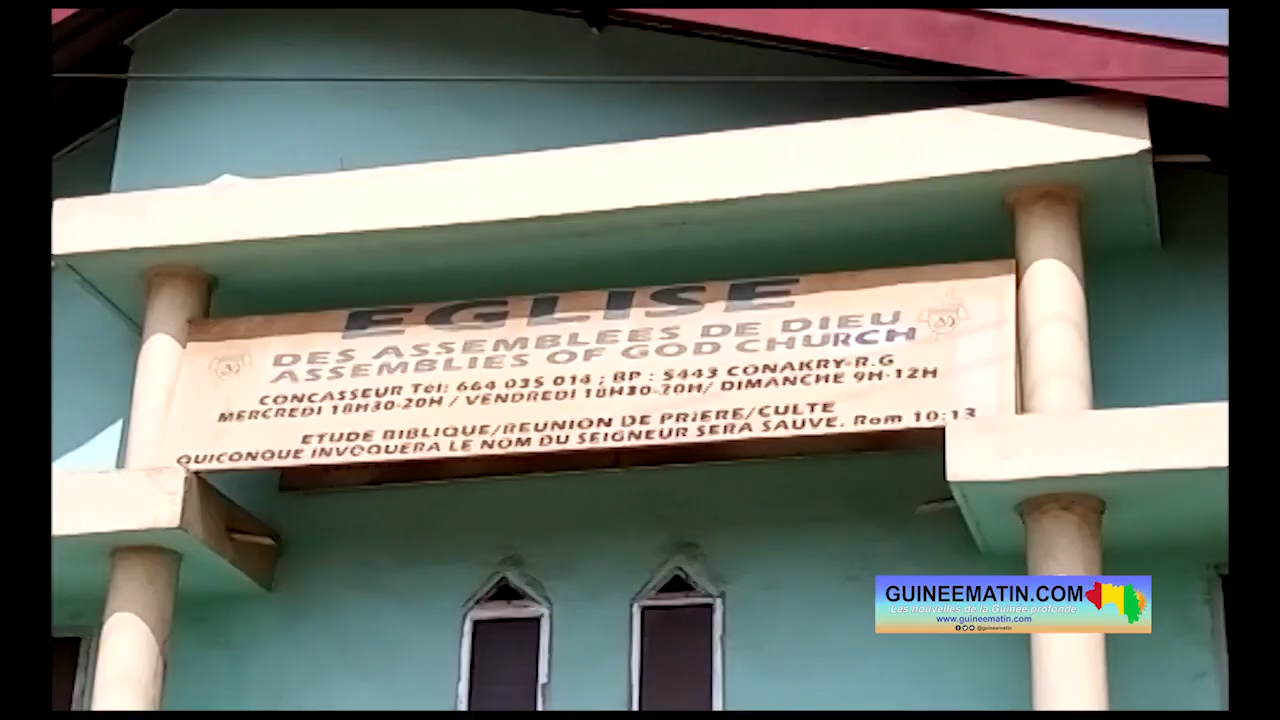 EGLISE
DES ASSEMBLEES DE DIEU
ASSEMBLIES OF GOD CHURCH
CONCASSEUR Tél: 664 035 014 ; BP : 5443 CONAKRY-R.G
MERCREDI 18H30-20H / VENDREDI 18H30-20H/ DIMANCHE 9H-12H
ETUDE BIBLIQUE/REUNION DE PRIERE/CULTE
QUICONQUE INVOQUERA LE NOM DU SEIGNEUR SERA SAUVE. Rom 10:13
GUINEEMATIN.COM
Les nouvelles de la Guinée profonde
www.guineematin.com
@guineematin